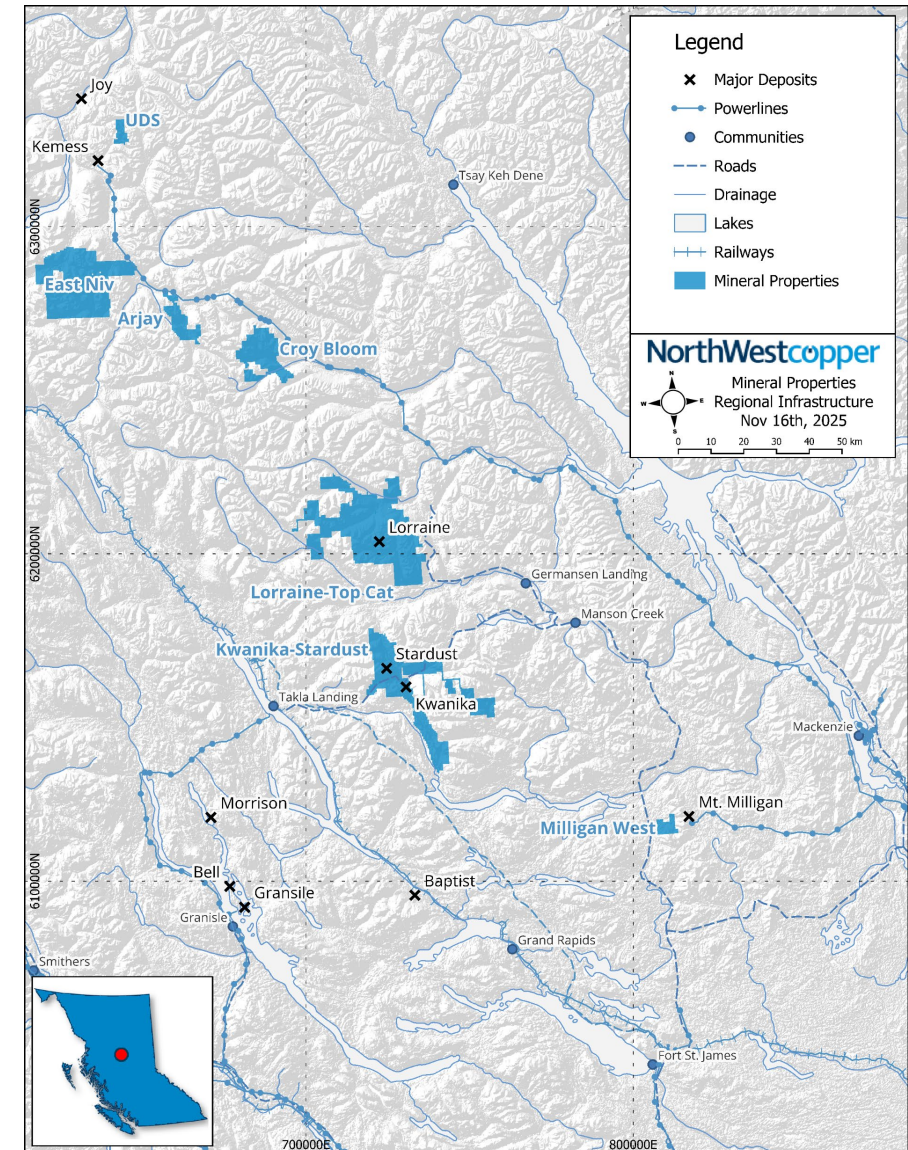 Legend
Major Deposits
Powerlines
Communities
Roads
Drainage
Lakes
Railways
Mineral Properties
NorthWestcopper
N
W
E
S
Mineral Properties
Regional Infrastructure
Nov 16th, 2025
0 10 20 30 40 50 km
Joy
UDS
Kemess
Tsay Keh Dene
6300000N
East Niv
Arjay
Croy Bloom
Lorraine
6200000N
Germansen Landing
Lorraine-Top Cat
Manson Creek
Kwanika-Stardust
Stardust
Takla Landing
Kwanika
Mackenzie
Morrison
Mt. Milligan
Milligan West
6100000N
Bell
Baptist
Gransile
Granisle
Grand Rapids
Smithers
Fort St. James
700000E
800000E